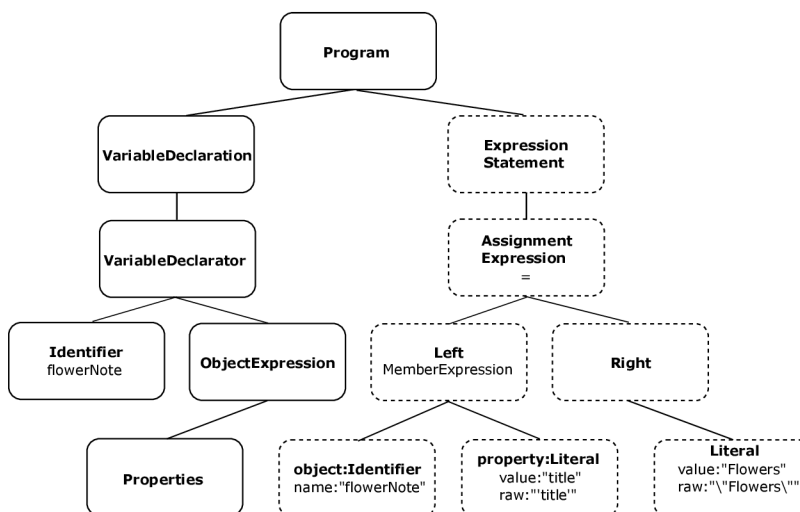 Program
VariableDeclaration
Expression
Statement
VariableDeclarator
Assignment
Expression
=
Identifier
flowerNote
ObjectExpression
Left
MemberExpression
Right
Properties
object:Identifier
name:"flowerNote"
property:Literal
value:"title"
raw:"'title'"
Literal
value:"Flowers"
raw:"\"Flowers\""